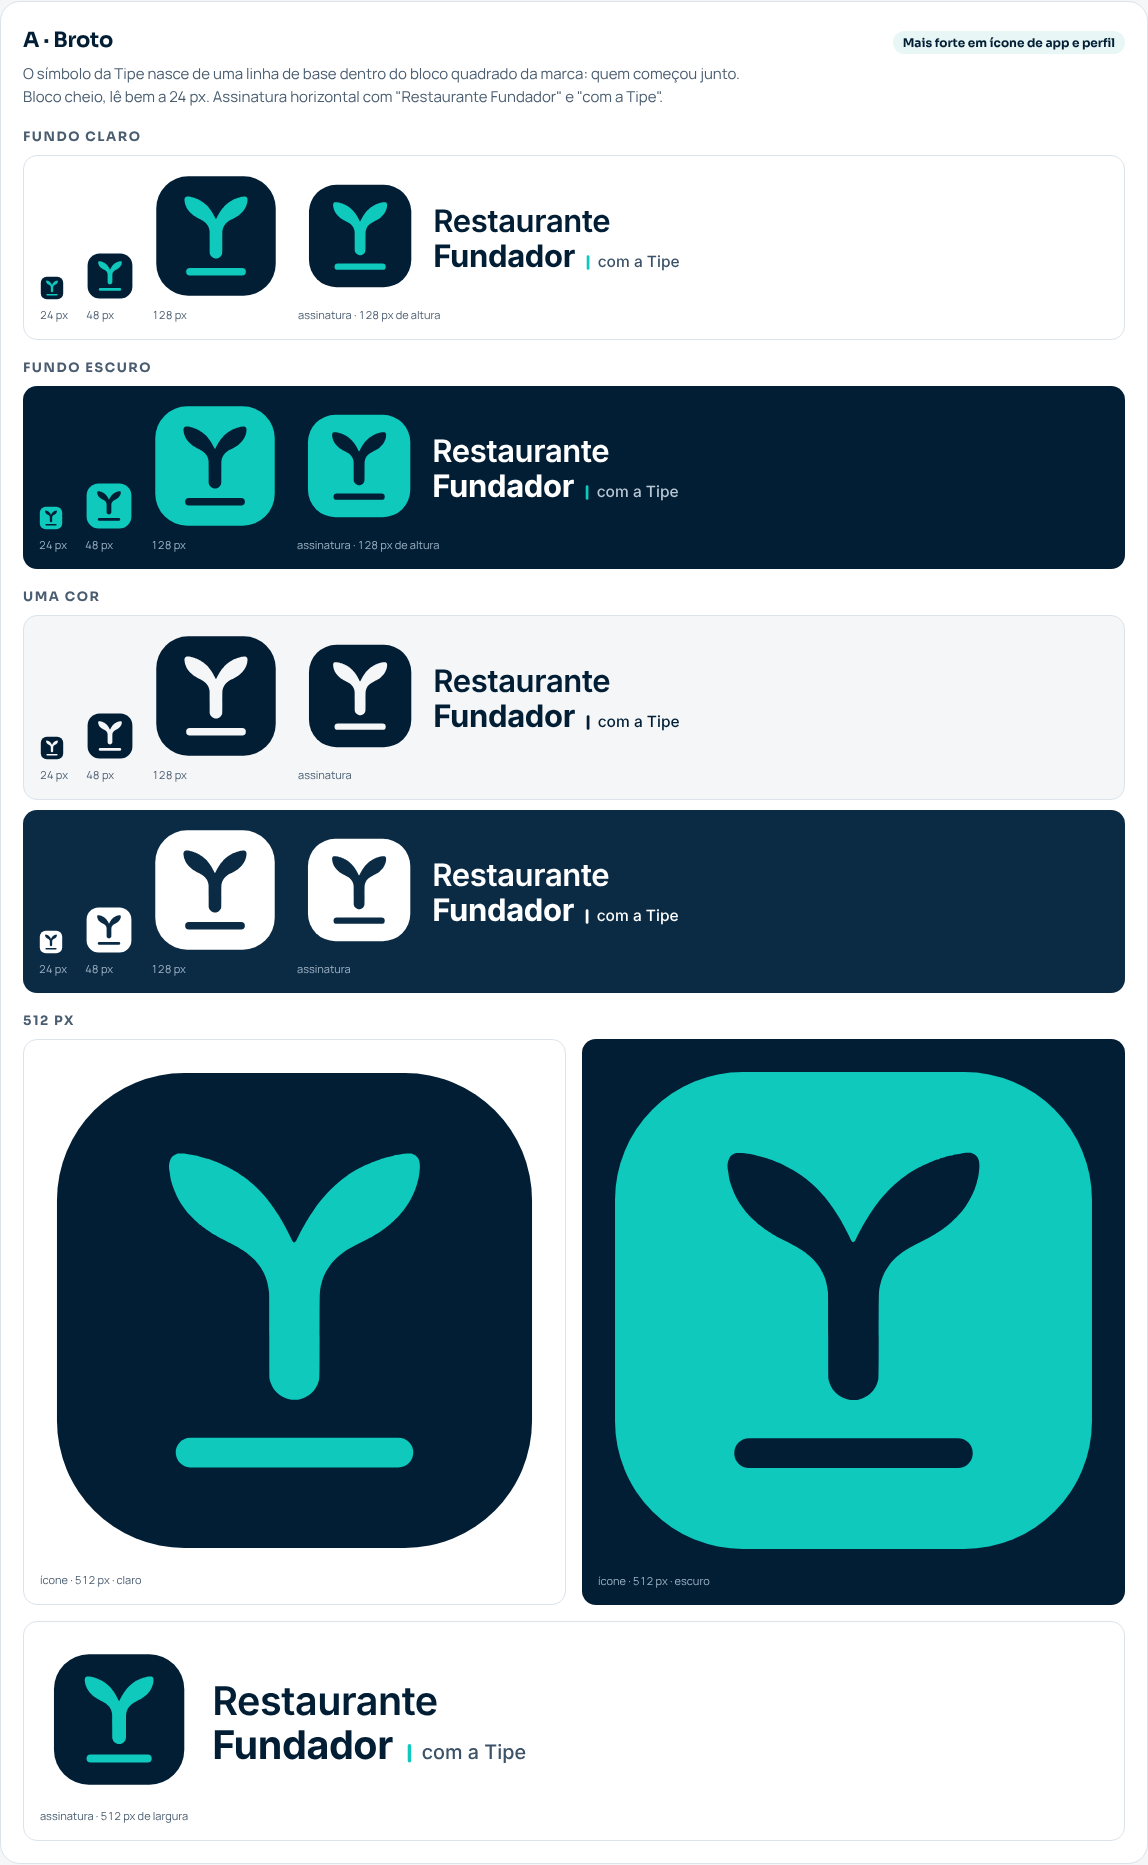 A · Broto
Mais forte em ícone de app e perfil
O símbolo da Tipe nasce de uma linha de base dentro do bloco quadrado da marca: quem começou junto.
Bloco cheio, lê bem a 24 px. Assinatura horizontal com "Restaurante Fundador" e "com a Tipe".
FUNDO CLARO
Restaurante
Fundador | com a Tipe
24 px 48 px 128 px assinatura · 128 px de altura
FUNDO ESCURO
Restaurante
Fundador | com a Tipe
24 px 48 px 128 px assinatura · 128 px de altura
UMA COR
Restaurante
Fundador | com a Tipe
24 px 48 px 128 px assinatura
Restaurante
Fundador | com a Tipe
24 px 48 px 128 px assinatura
512 PX
ícone · 512 px · claro
ícone · 512 px · escuro
Restaurante
Fundador | com a Tipe
assinatura · 512 px de largura